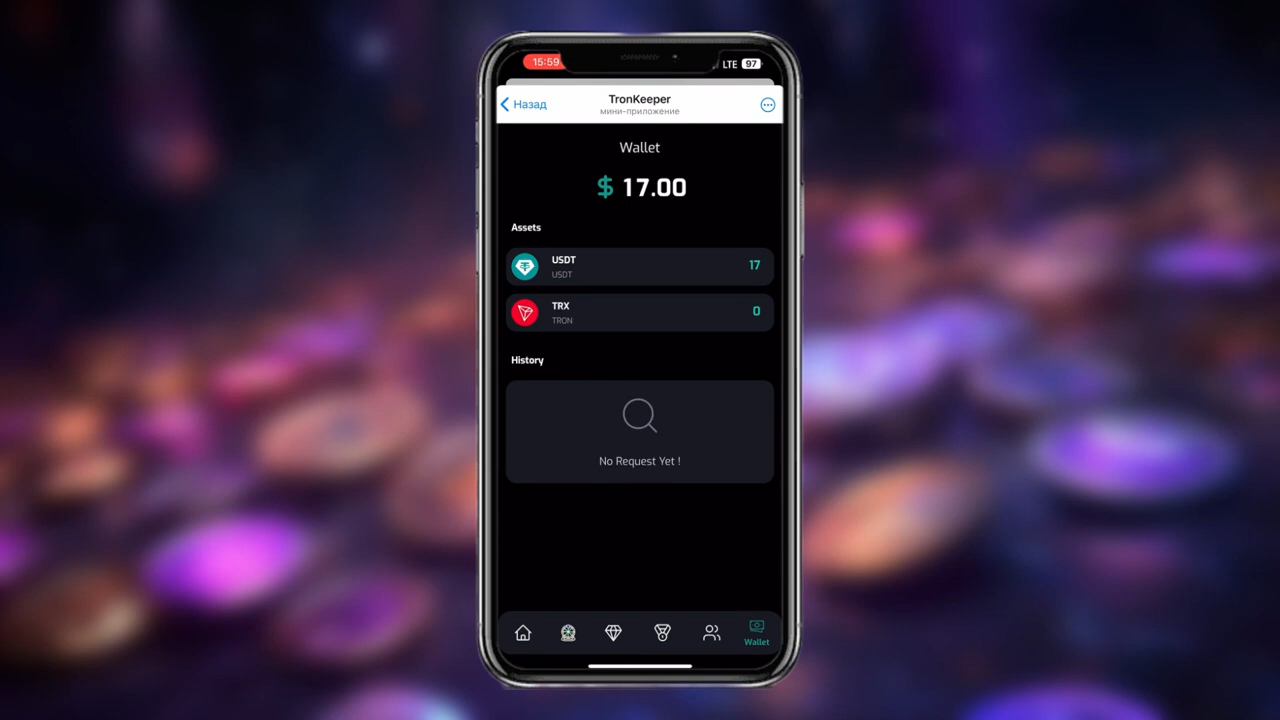 15:59
LTE 97
Назад
TronKeeper
мини-приложение
Wallet
$ 17.00
Assets
USDT
17
USDT
TRX
0
TRON
History
No Request Yet !
Wallet